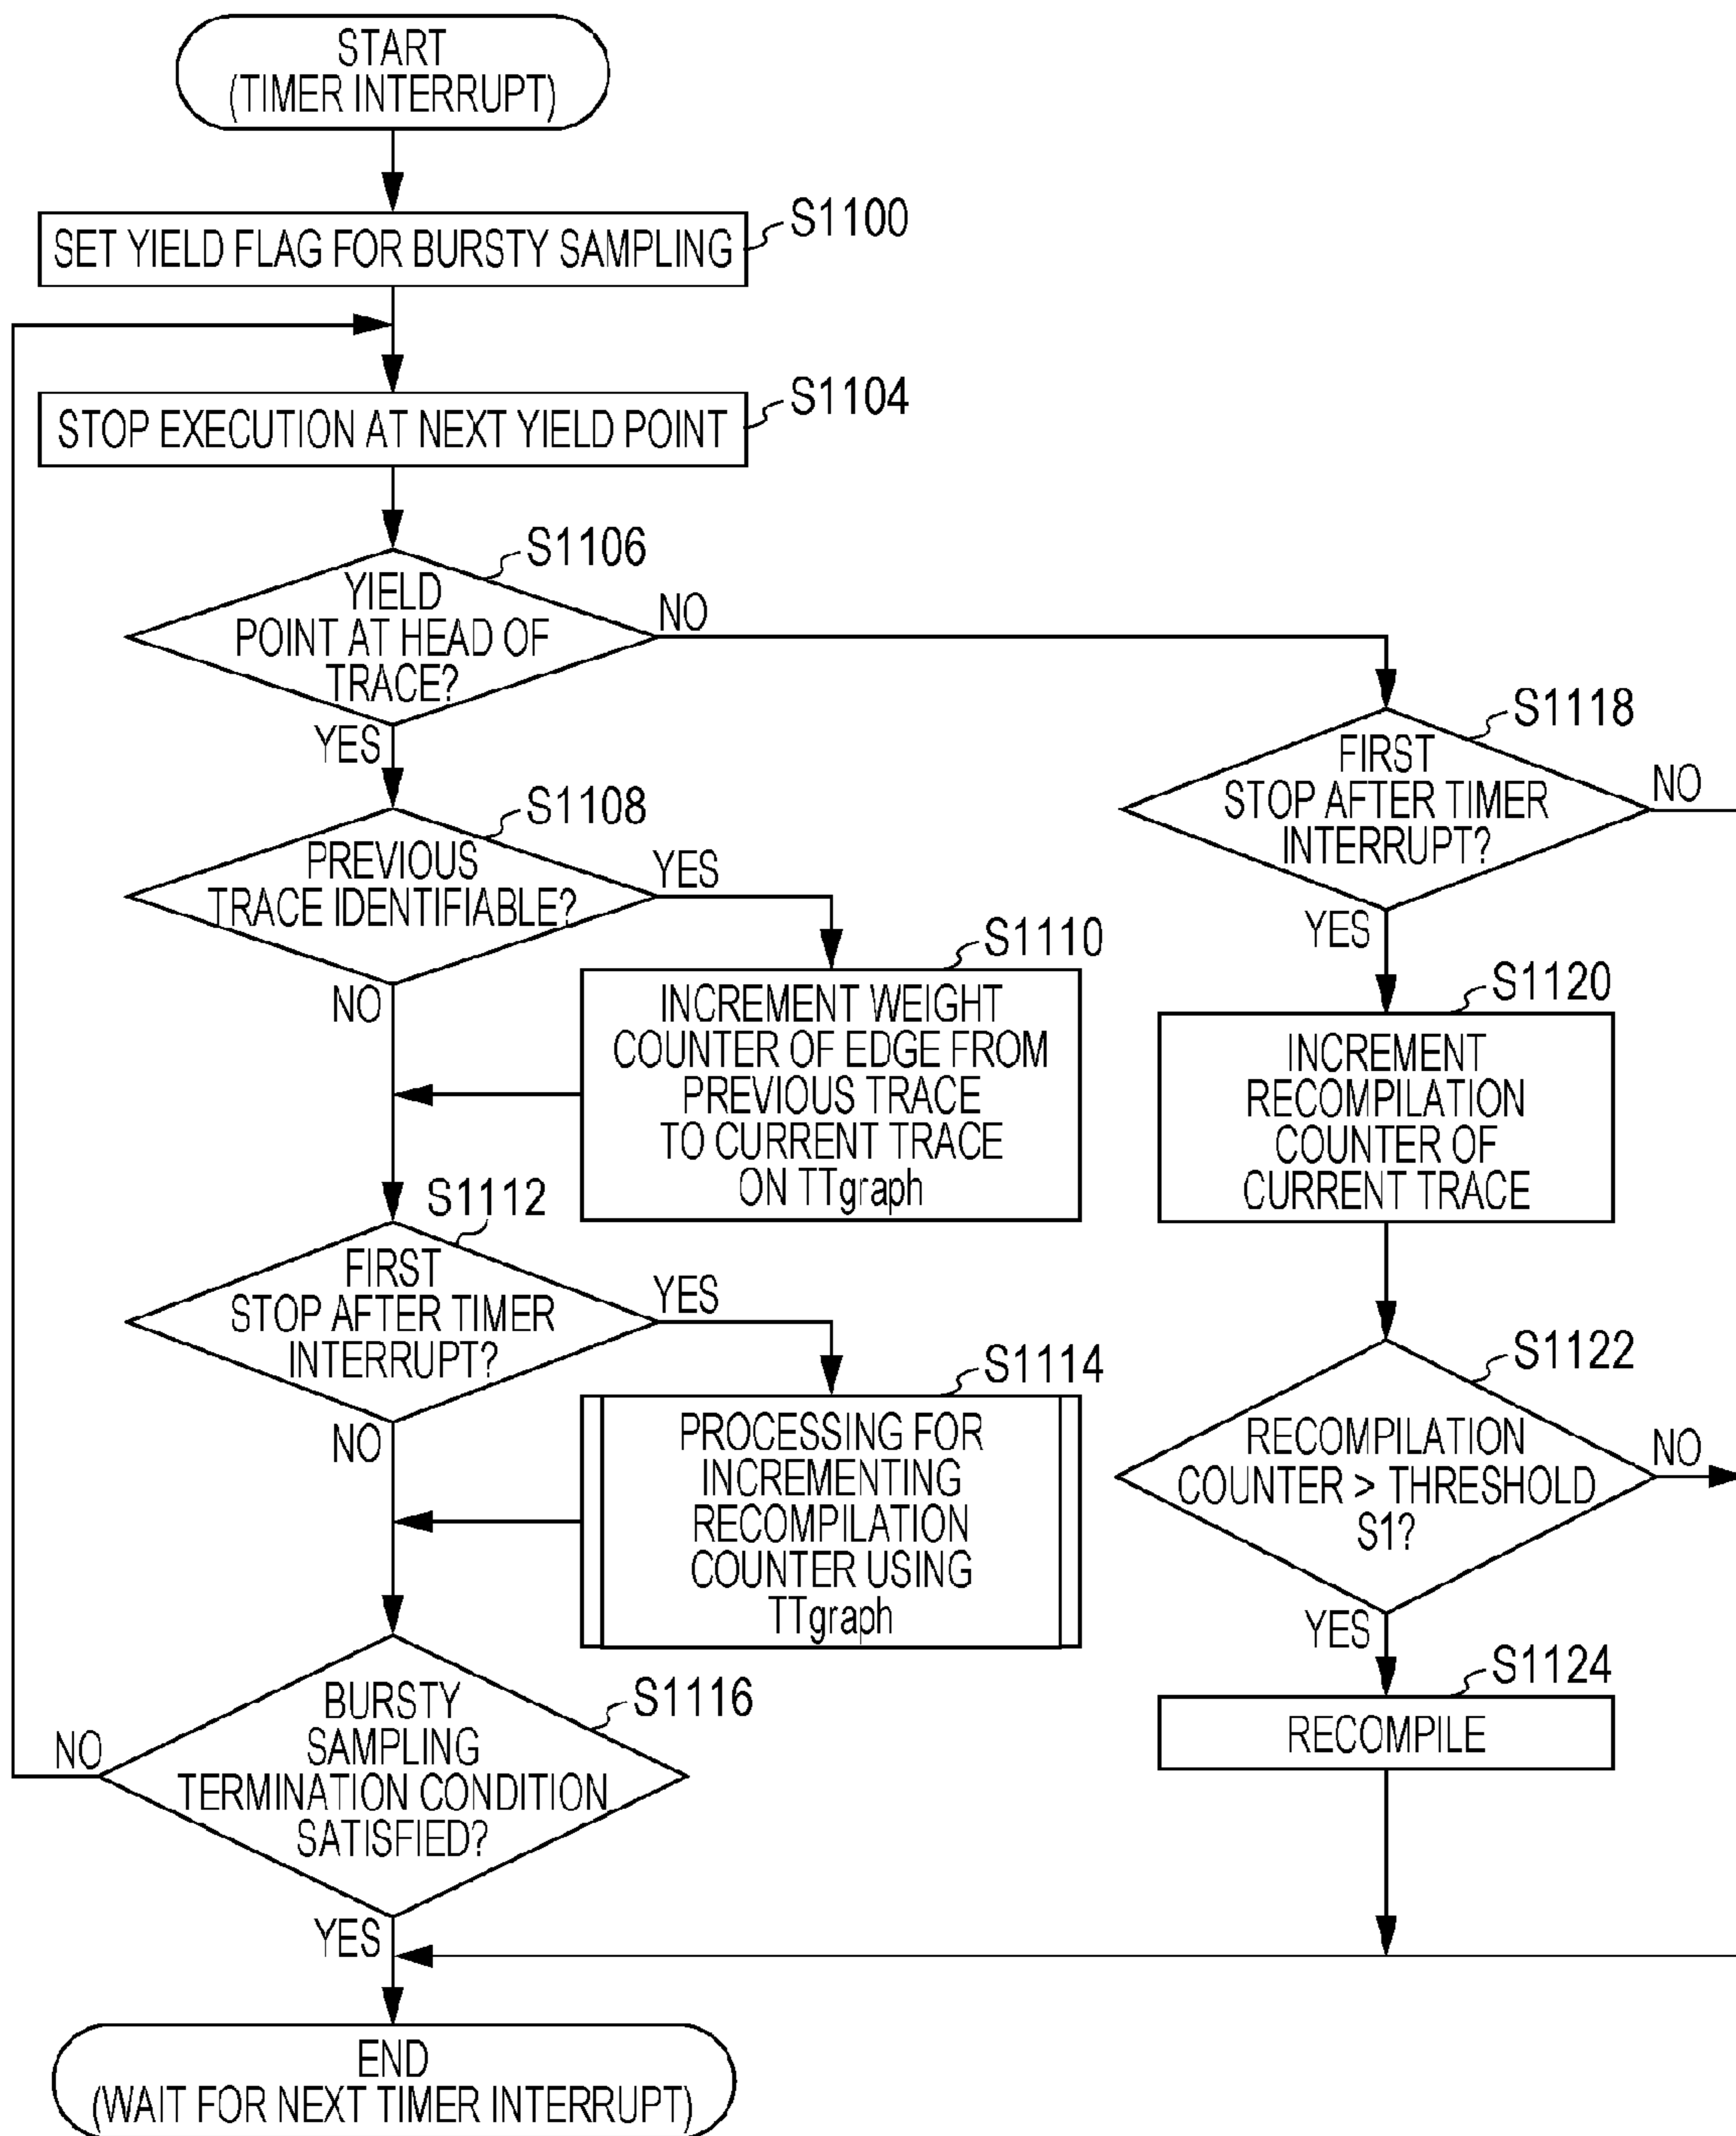 START
(TIMER INTERRUPT)
S1100
SET YIELD FLAG FOR BURSTY SAMPLING
S1104
STOP EXECUTION AT NEXT YIELD POINT
S1106
YIELD
POINT AT HEAD OF
TRACE?
NO
YES
S1108
PREVIOUS
TRACE IDENTIFIABLE?
YES
NO
S1110
INCREMENT WEIGHT
COUNTER OF EDGE FROM
PREVIOUS TRACE
TO CURRENT TRACE
ON TTgraph
S1112
FIRST
STOP AFTER TIMER
INTERRUPT?
YES
NO
S1114
PROCESSING FOR
INCREMENTING
RECOMPILATION
COUNTER USING
TTgraph
S1116
BURSTY
SAMPLING
TERMINATION CONDITION
SATISFIED?
NO
YES
S1118
FIRST
STOP AFTER TIMER
INTERRUPT?
NO
YES
S1120
INCREMENT
RECOMPILATION
COUNTER OF
CURRENT TRACE
S1122
RECOMPILATION
COUNTER > THRESHOLD
S1?
NO
YES
S1124
RECOMPILE
END
(WAIT FOR NEXT TIMER INTERRUPT)